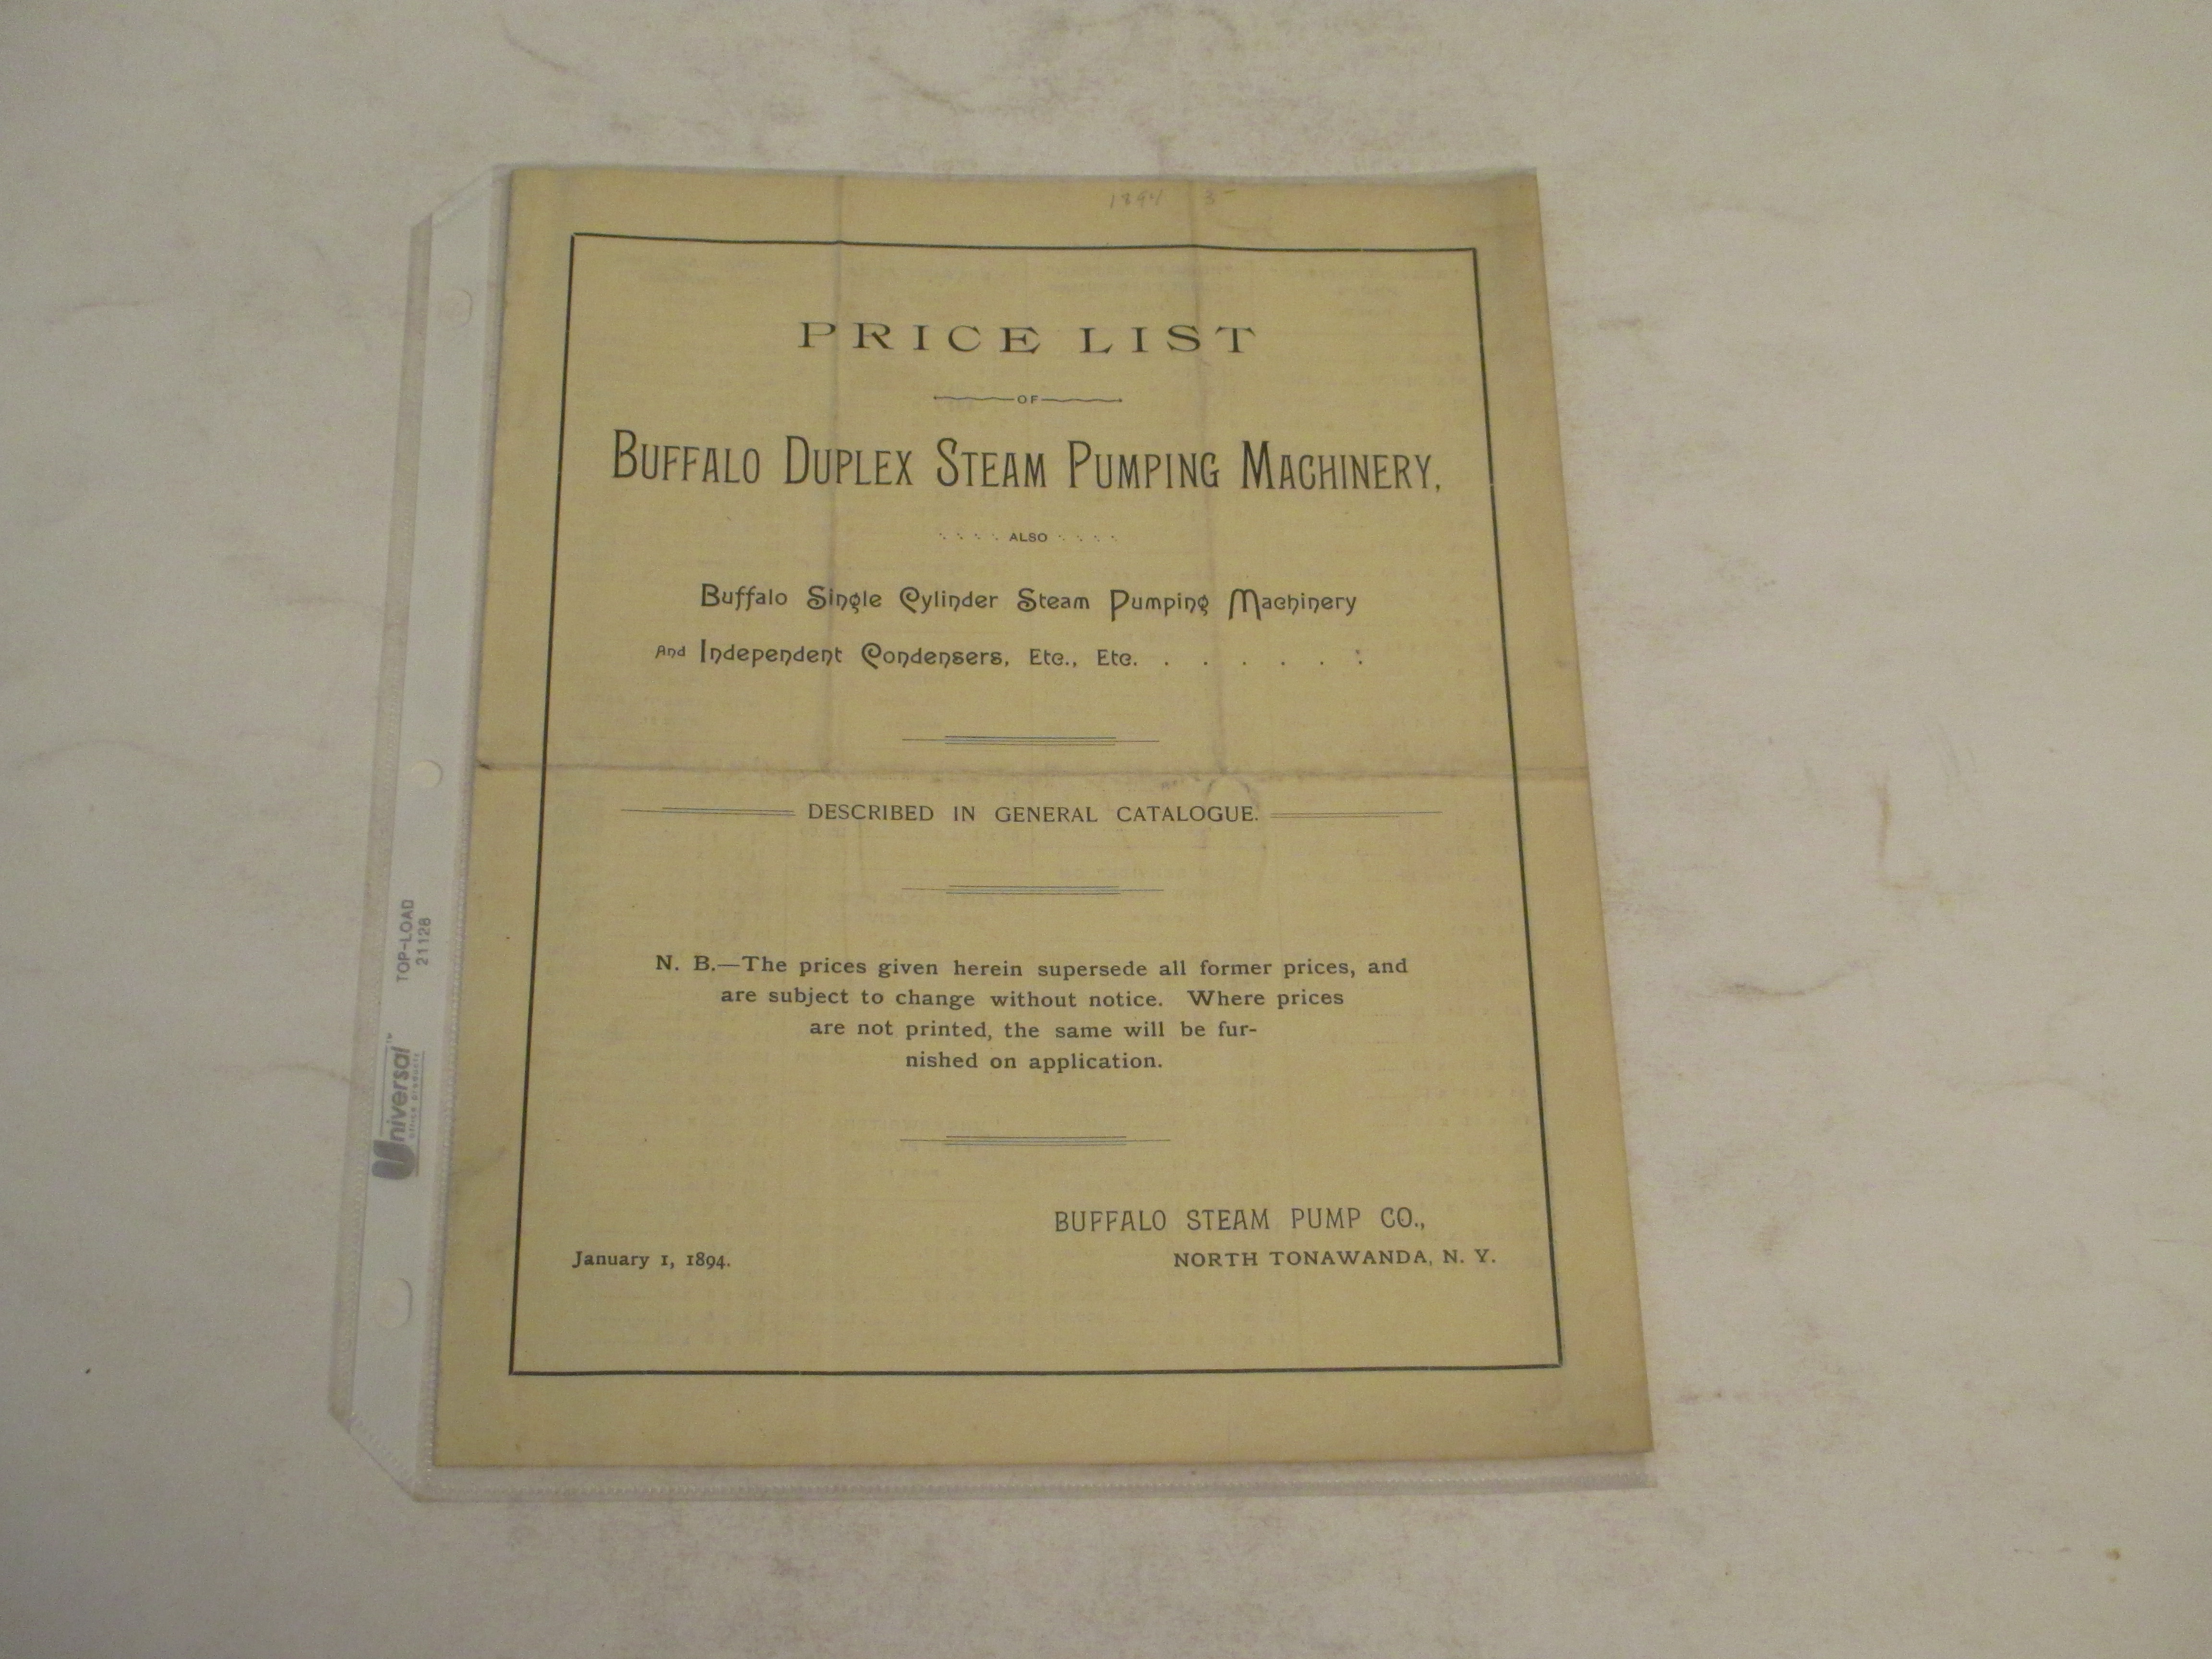 1894 3-
PRICE LIST
OF
BUFFALO DUPLEX STEAM PUMPING MACHINERY,
ALSO
Buffalo Single Cylinder Steam Pumping Machinery
And Independent Condensers, Etc., Etc. . . . . . :
DESCRIBED IN GENERAL CATALOGUE.
N. B.—The prices given herein supersede all former prices, and
are subject to change without notice. Where prices
are not printed, the same will be fur-
nished on application.
BUFFALO STEAM PUMP CO.,
January 1, 1894.
NORTH TONAWANDA, N. Y.
TOP-LOAD
21128
Universal™
office products